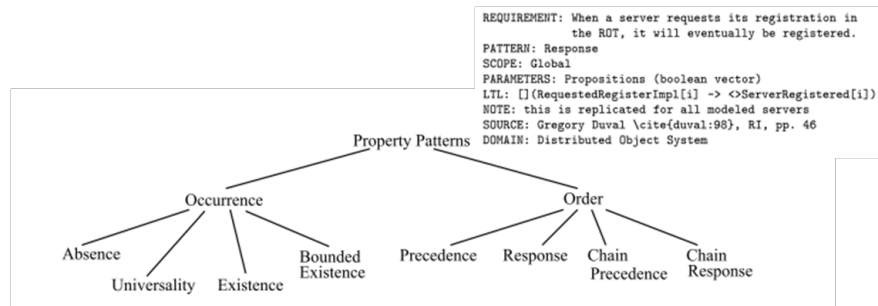 REQUIREMENT: When a server requests its registration in
the ROT, it will eventually be registered.
PATTERN: Response
SCOPE: Global
PARAMETERS: Propositions (boolean vector)
LTL: [](RequestedRegisterImpl[i] -> <>ServerRegistered[i])
NOTE: this is replicated for all modeled servers
SOURCE: Gregory Duval \cite{duval:98}, RI, pp. 46
DOMAIN: Distributed Object System
Property Patterns
Occurrence
Order
Absence
Universality
Existence
Bounded
Existence
Precedence
Response
Chain
Precedence
Chain
Response